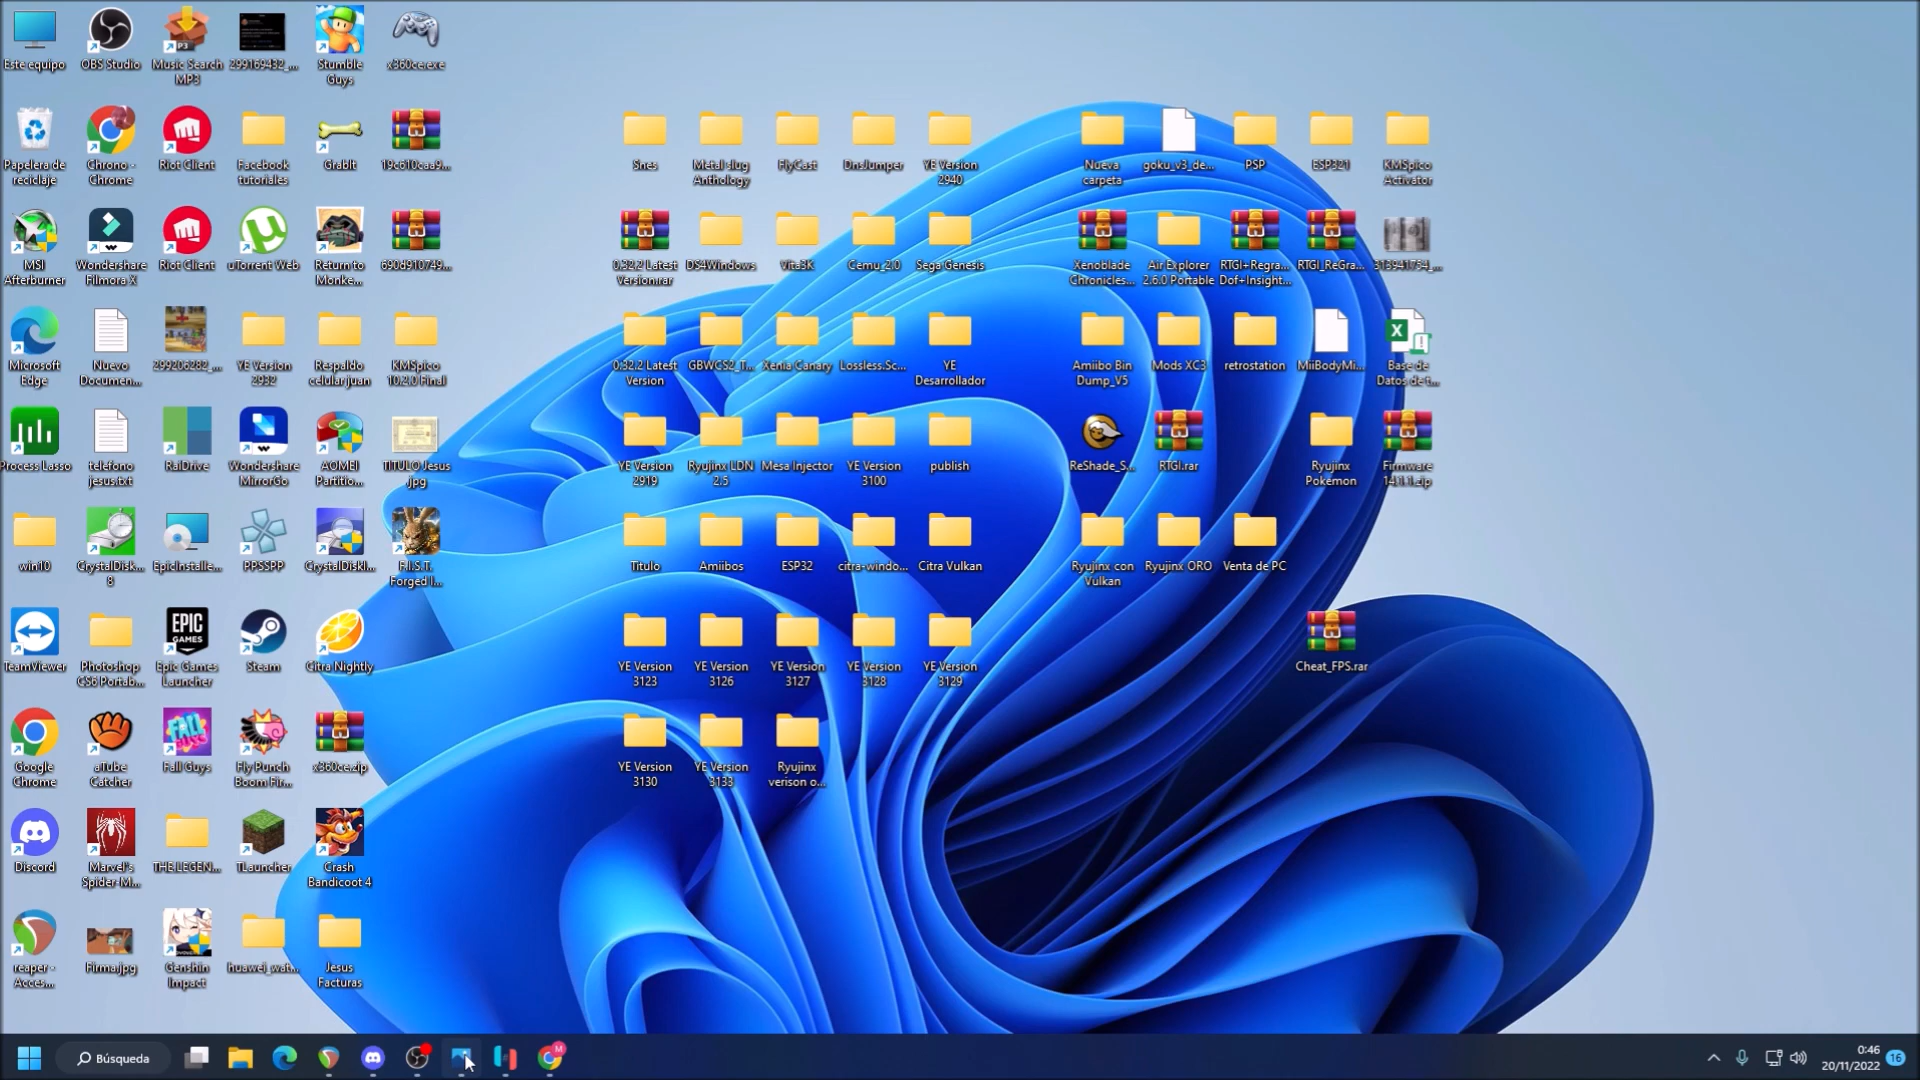 Este equipo
OBS Studio
Music Search
MP3
299169432_...
Stumble
Guys
x360ce.exe
Papelera de
reciclaje
Chrono -
Chrome
Riot Client
Facebook
tutoriales
GrabIt
19c610caa9...
Snes
Metal slug
Anthology
FlyCast
DnsJumper
YE Version
2940
Nueva
carpeta
goku_v3_de...
PSP
ESP321
KMSpico
Activator
MSI
Afterburner
Wondershare
Filmora X
Riot Client
uTorrent Web
Return to
Monke...
690d910749...
0.32.2 Latest
Version.rar
DS4Windows
Vita3K
Cemu_2.0
Sega Genesis
Xenoblade
Chronicles...
Air Explorer
2.6.0 Portable
RTGI+Regra...
Dof+Insight...
RTGI_ReGra...
313941754_...
Microsoft
Edge
Nuevo
Documen...
299206282_...
YE Version
2932
Respaldo
celular juan
KMSpico
10.2.0 Final
0.32.2 Latest
Version
GBWCS2_T...
Xenia Canary
Lossless.Sc...
YE
Desarrollador
Amiibo Bin
Dump_V5
Mods XC3
retrostation
MiiBodyMi...
Base de
Datos de t...
Process Lasso
teléfono
jesus.txt
RaiDrive
Wondershare
MirrorGo
AOMEI
Partitio...
TITULO Jesus
.jpg
YE Version
2919
Ryujinx LDN
2.5
Mesa Injector
YE Version
3100
publish
ReShade_S...
RTGI.rar
Ryujinx
Pokemon
Firmware
14.1.1.zip
win10
CrystalDisk...
8
EpicInstalle...
PPSSPP
CrystalDiskI...
F.I.S.T.
Forged I...
Titulo
Amiibos
ESP32
citra-windo...
Citra Vulkan
Ryujinx con
Vulkan
Ryujinx ORO
Venta de PC
TeamViewer
Photoshop
CS6 Portab...
Epic Games
Launcher
Steam
Citra Nightly
YE Version
3123
YE Version
3126
YE Version
3127
YE Version
3128
YE Version
3129
Cheat_FPS.rar
Google
Chrome
aTube
Catcher
Fall Guys
Fly Punch
Boom Fir...
x360ce.zip
YE Version
3130
YE Version
3133
Ryujinx
verison o...
Discord
Marvel's
Spider-M...
THE LEGEN...
TLauncher
Crash
Bandicoot 4
reaper -
Acces...
Firma.jpg
Genshin
Impact
huawei_wat...
Jesus
Facturas
Búsqueda
0:46
20/11/2022
16